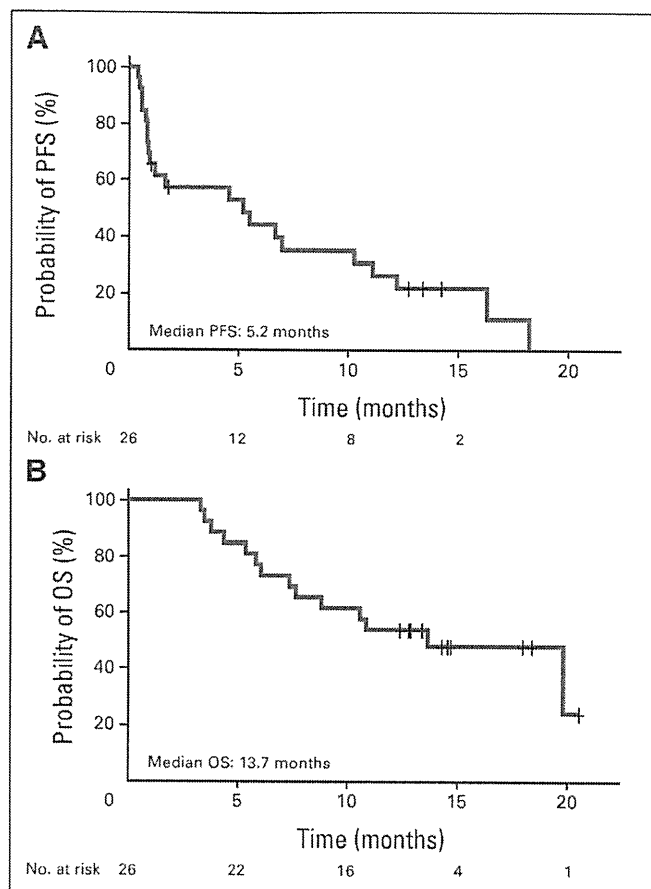 A
Probability of PFS (%)
100
80
60
40
20
Median PFS: 5.2 months
0 5 10 15 20
Time (months)
No. at risk 26 12 8 2
B
Probability of OS (%)
100
80
60
40
20
Median OS: 13.7 months
0 5 10 15 20
Time (months)
No. at risk 26 22 16 4 1